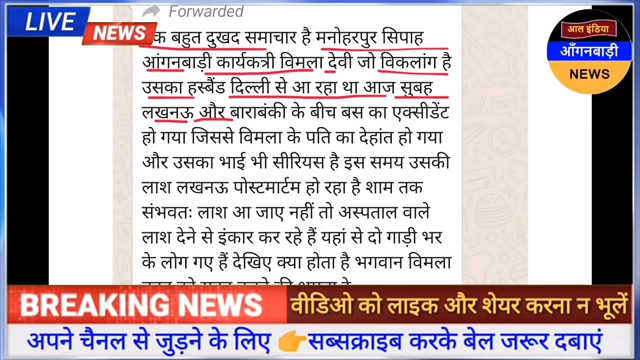 LIVE NEWS
Forwarded
बहुत दुखद समाचार है मनोहरपुर सिपाह
आंगनबाड़ी कार्यकत्री विमला देवी जो विकलांग है
उसका हस्बैंड दिल्ली से आ रहा था आज सुबह
लखनऊ और बाराबंकी के बीच बस का एक्सीडेंट
हो गया जिससे विमला के पति का देहांत हो गया
और उसका भाई भी सीरियस है इस समय उसकी
लाश लखनऊ पोस्टमार्टम हो रहा है शाम तक
संभवतः लाश आ जाए नहीं तो अस्पताल वाले
लाश देने से इंकार कर रहे हैं यहां से दो गाड़ी भर
के लोग गए हैं देखिए क्या होता है भगवान विमला
आल इंडिया
आँगनबाड़ी
NEWS
BREAKING NEWS
वीडियो को लाइक और शेयर करना न भूलें
अपने चैनल से जुड़ने के लिए 👉सब्सक्राइब करके बेल जरूर दबाएं